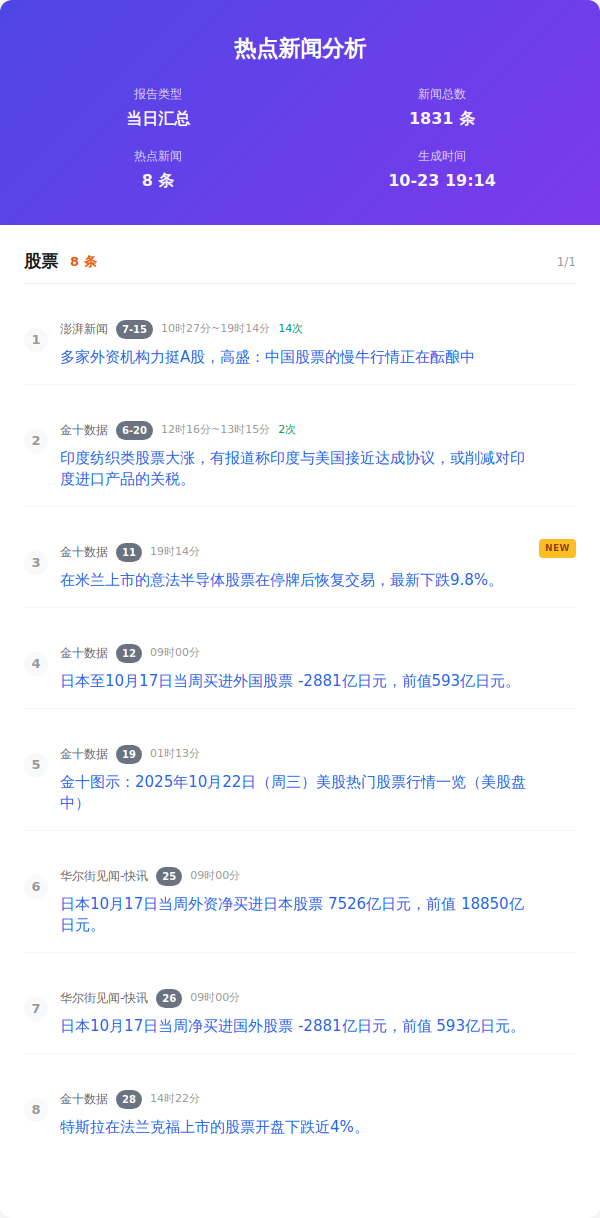 热点新闻分析
报告类型 新闻总数
当日汇总 1831 条
热点新闻 生成时间
8 条 10-23 19:14
股票 8 条 1/1
1 澎湃新闻 7-15 10时27分~19时14分 14次
多家外资机构力挺A股，高盛：中国股票的慢牛行情正在酝酿中
2 金十数据 6-20 12时16分~13时15分 2次
印度纺织类股票大涨，有报道称印度与美国接近达成协议，或削减对印
度进口产品的关税。
3 金十数据 11 19时14分 NEW
在米兰上市的意法半导体股票在停牌后恢复交易，最新下跌9.8%。
4 金十数据 12 09时00分
日本至10月17日当周买进外国股票 -2881亿日元，前值593亿日元。
5 金十数据 19 01时13分
金十图示：2025年10月22日（周三）美股热门股票行情一览（美股盘
中）
6 华尔街见闻-快讯 25 09时00分
日本10月17日当周外资净买进日本股票 7526亿日元，前值 18850亿
日元。
7 华尔街见闻-快讯 26 09时00分
日本10月17日当周净买进国外股票 -2881亿日元，前值 593亿日元。
8 金十数据 28 14时22分
特斯拉在法兰克福上市的股票开盘下跌近4%。